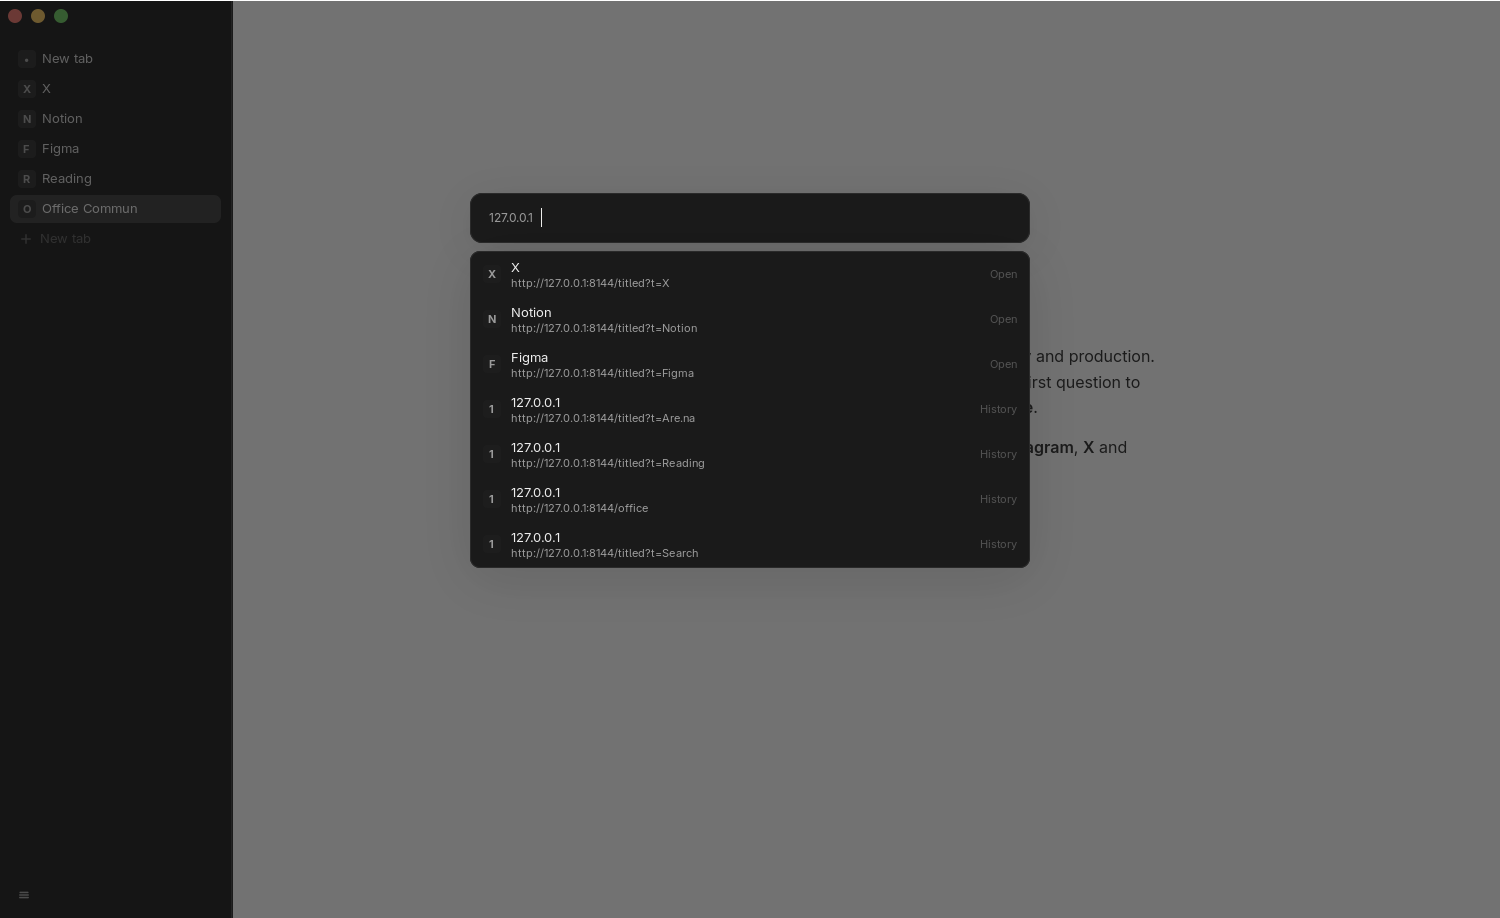 New tab
X X
N Notion
F Figma
R Reading
O Office Commun
+ New tab
127.0.0.1
X X
http://127.0.0.1:8144/titled?t=X Open
N Notion
http://127.0.0.1:8144/titled?t=Notion Open
F Figma
http://127.0.0.1:8144/titled?t=Figma Open
1 127.0.0.1
http://127.0.0.1:8144/titled?t=Are.na History
1 127.0.0.1
http://127.0.0.1:8144/titled?t=Reading History
1 127.0.0.1
http://127.0.0.1:8144/office History
1 127.0.0.1
http://127.0.0.1:8144/titled?t=Search History
and production.
question to
X and